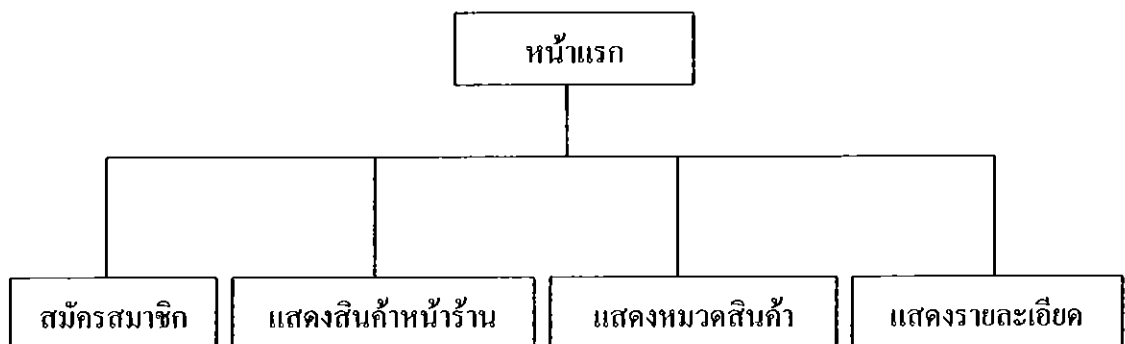 หน้าแรก
สมัครสมาชิก
แสดงสินค้าหน้าร้าน
แสดงหมวดสินค้า
แสดงรายละเอียด